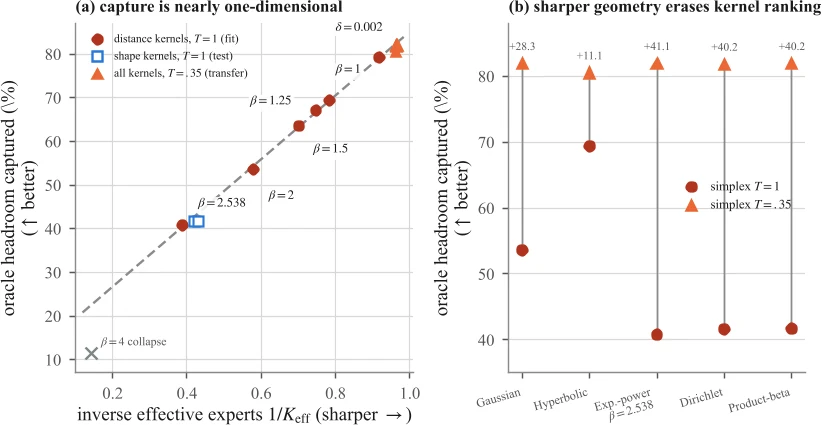 (a) capture is nearly one-dimensional
distance kernels, T = 1 (fit)
shape kernels, T = 1 (test)
all kernels, T = .35 (transfer)
δ = 0.002
β = 1
β = 1.25
β = 1.5
β = 2
β = 2.538
β = 4 collapse
80
70
60
50
40
30
20
10
0.2
0.4
0.6
0.8
1.0
oracle headroom captured (\%)
(↑ better)
inverse effective experts 1/Keff (sharper →)
(b) sharper geometry erases kernel ranking
+28.3
+11.1
+41.1
+40.2
+40.2
simplex T = 1
simplex T = .35
80
70
60
50
40
oracle headroom captured (\%)
(↑ better)
Gaussian
Hyperbolic
Exp.-power
β=2.538
Dirichlet
Product-beta